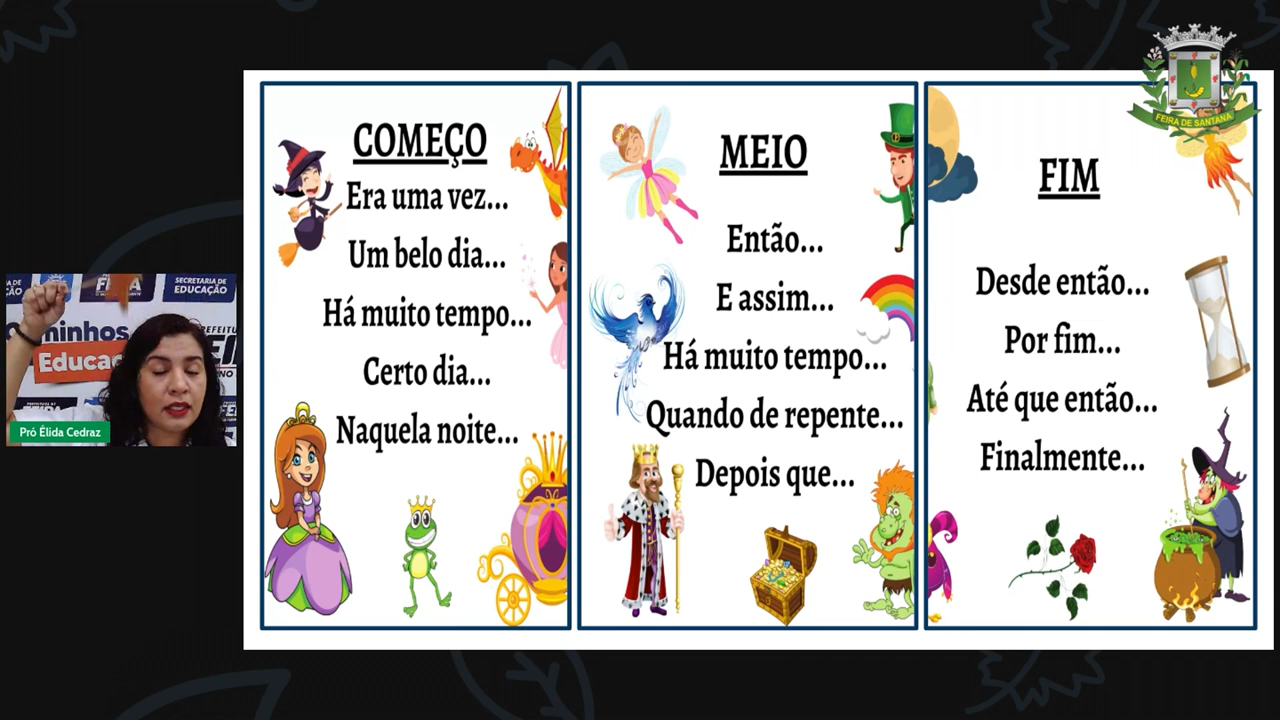 COMEÇO
Era uma vez...
Um belo dia...
Há muito tempo...
Certo dia...
Naquela noite...
MEIO
Então...
E assim...
Há muito tempo...
Quando de repente...
Depois que...
FIM
Desde então...
Por fim...
Até que então...
Finalmente...
FEIRA DE SANTANA
SECRETARIA DE
EDUCAÇÃO
Pró Élida Cedraz